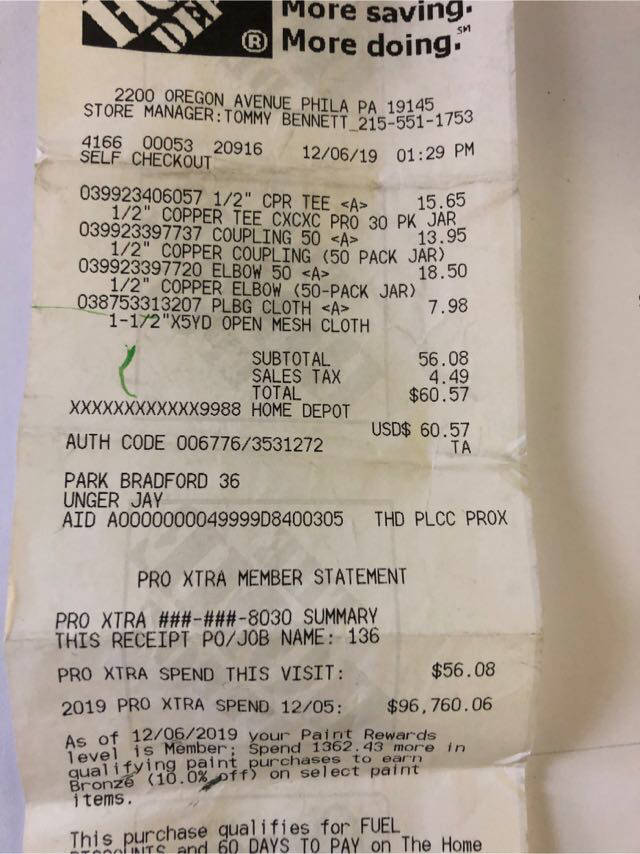 HO
DEP
®
More saving.
More doing.℠
2200 OREGON AVENUE PHILA PA 19145
STORE MANAGER:TOMMY BENNETT 215-551-1753
4166 00053 20916 12/06/19 01:29 PM
SELF CHECKOUT
039923406057 1/2" CPR TEE <A> 15.65
1/2" COPPER TEE CXCXC PRO 30 PK JAR
039923397737 COUPLING 50 <A> 13.95
1/2" COPPER COUPLING (50 PACK JAR)
039923397720 ELBOW 50 <A> 18.50
1/2" COPPER ELBOW (50-PACK JAR)
038753313207 PLBG CLOTH <A> 7.98
1-1/2"X5YD OPEN MESH CLOTH
SUBTOTAL 56.08
SALES TAX 4.49
TOTAL $60.57
XXXXXXXXXXXX9988 HOME DEPOT
USD$ 60.57
AUTH CODE 006776/3531272 TA
PARK BRADFORD 36
UNGER JAY
AID A0000000049999D8400305 THD PLCC PROX
PRO XTRA MEMBER STATEMENT
PRO XTRA ###-###-8030 SUMMARY
THIS RECEIPT PO/JOB NAME: 136
PRO XTRA SPEND THIS VISIT: $56.08
2019 PRO XTRA SPEND 12/05: $96,760.06
As of 12/06/2019 your Paint Rewards
level is Member; Spend 1362.43 more in
qualifying paint purchases to earn
Bronze (10.0% off) on select paint
items.
This purchase qualifies for FUEL
DISCOUNTS and 60 DAYS TO PAY on The Home